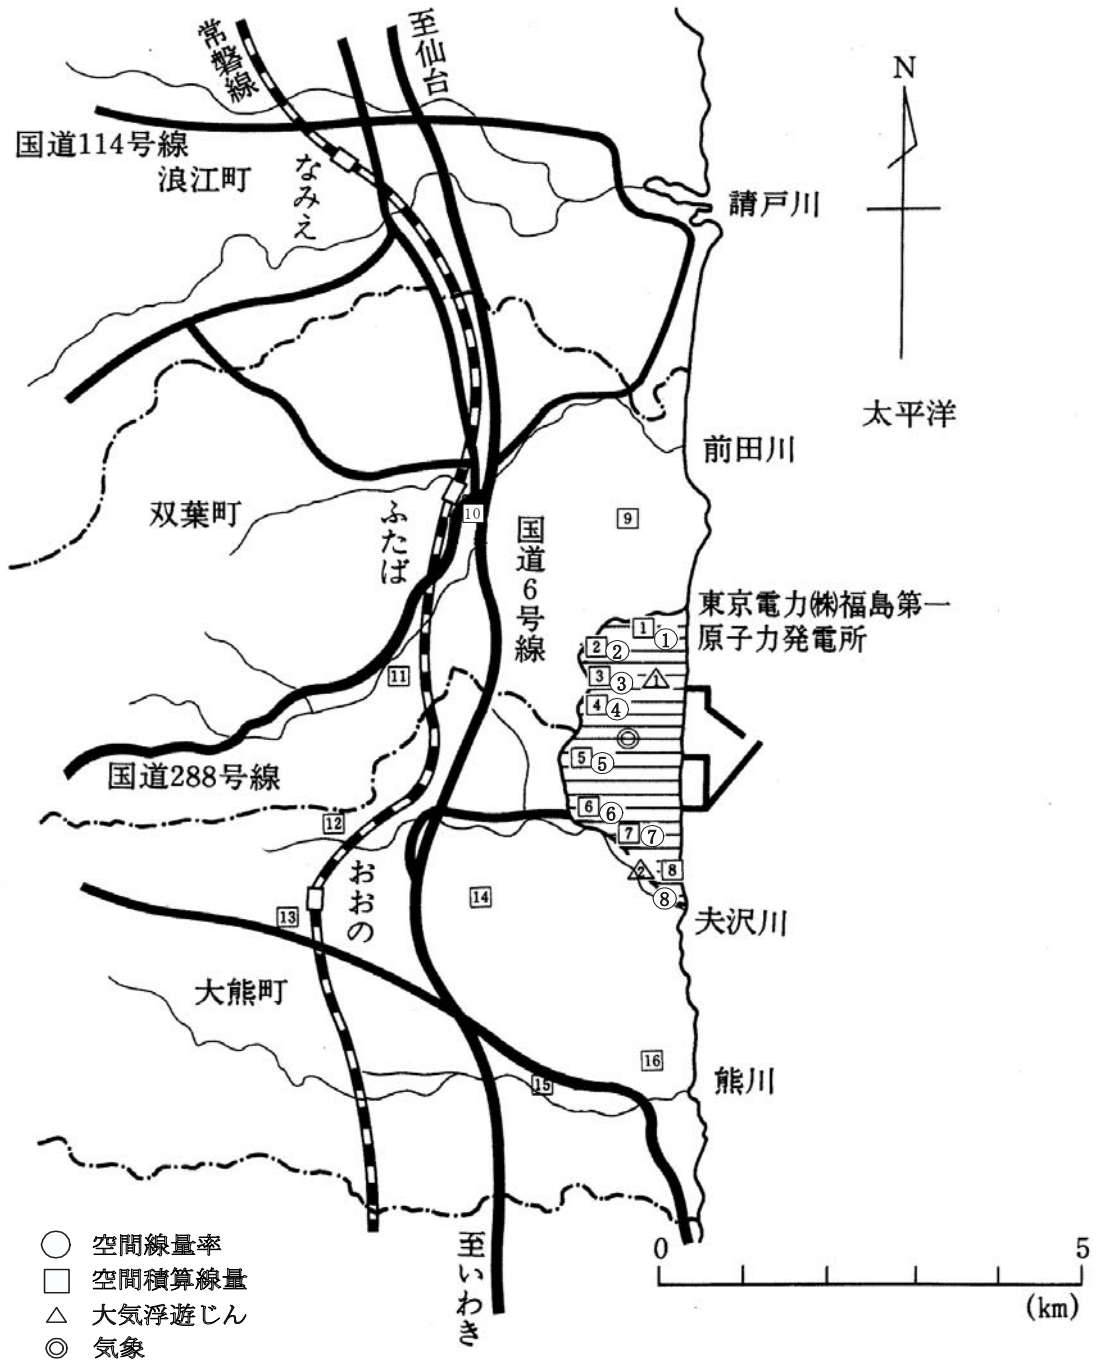 常磐線
至仙台
N
国道114号線
浪江町
なみえ
請戸川
太平洋
前田川
双葉町
ふたば
10
国道6号線
9
東京電力㈱福島第一
原子力発電所
1 ①
2 ②
3 ③ 1
4 ④
11
5 ⑤
国道288号線
6 ⑥
12
7 ⑦
2 8
おおの
14
⑧
13
夫沢川
大熊町
16
熊川
15
至いわき
○ 空間線量率
□ 空間積算線量
△ 大気浮遊じん
◎ 気象
0 5
(km)